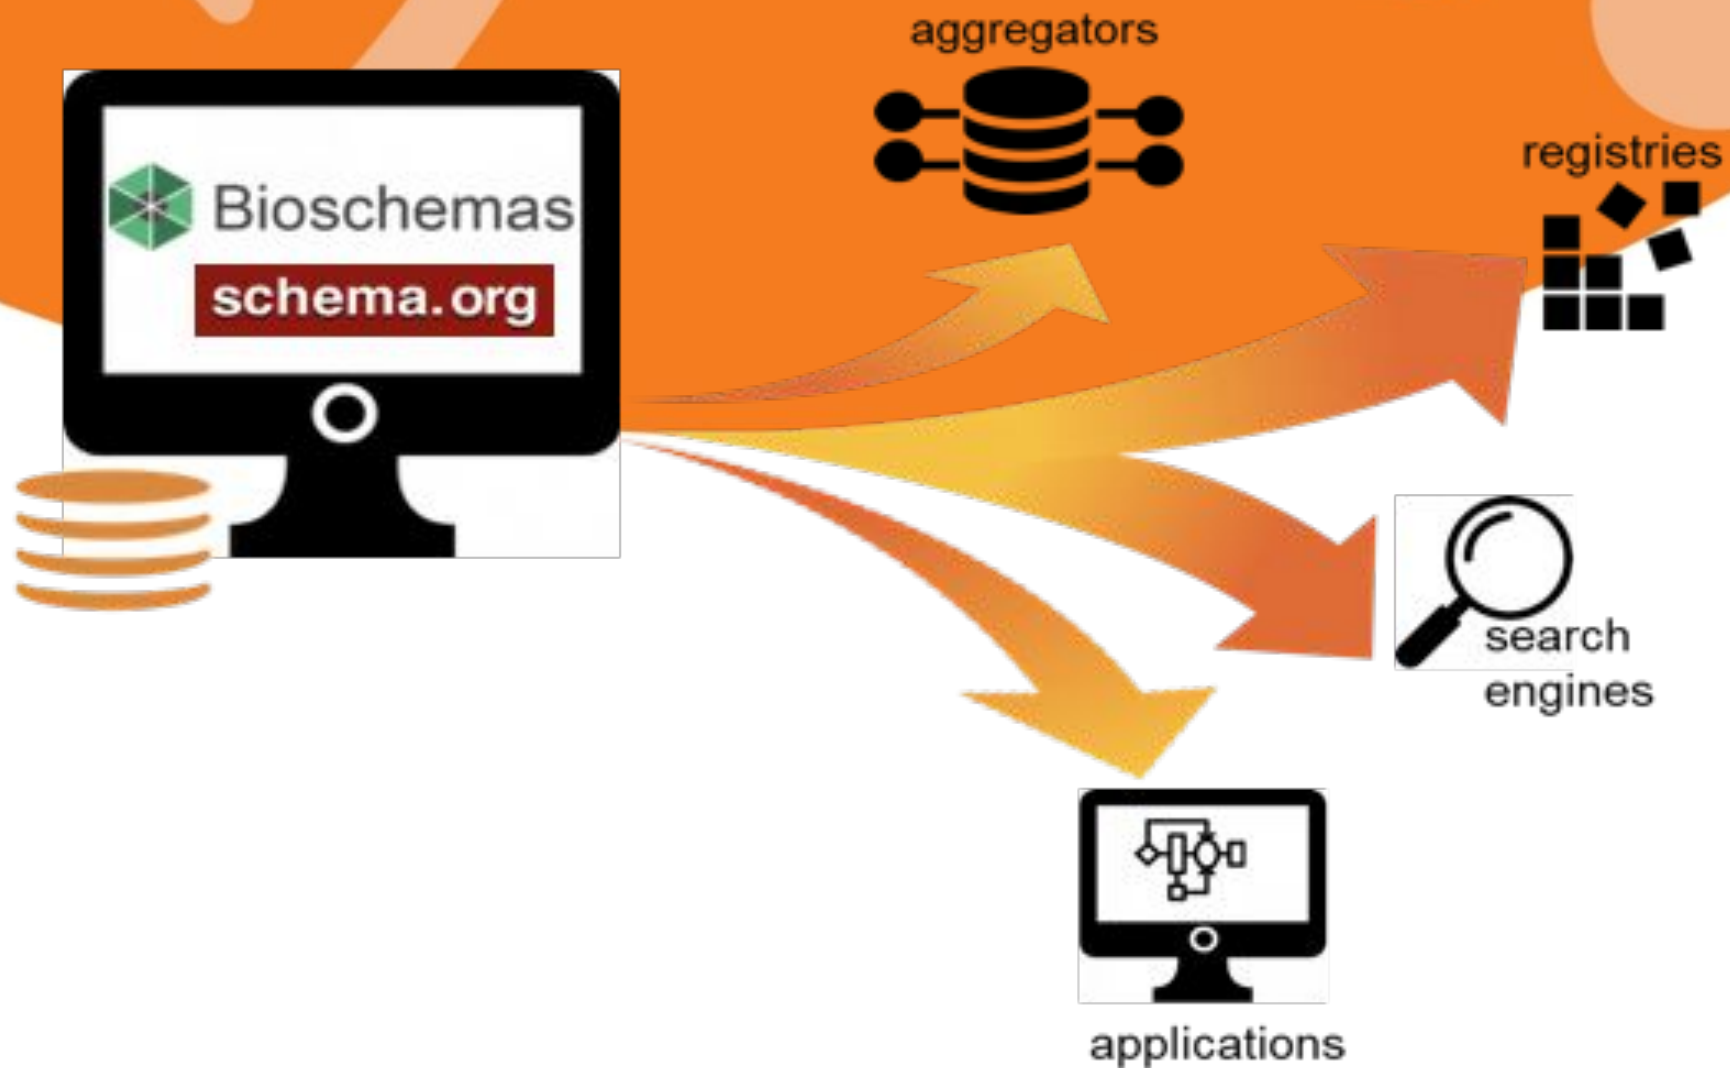 aggregators
registries
Bioschemas
schema.org
search
engines
applications